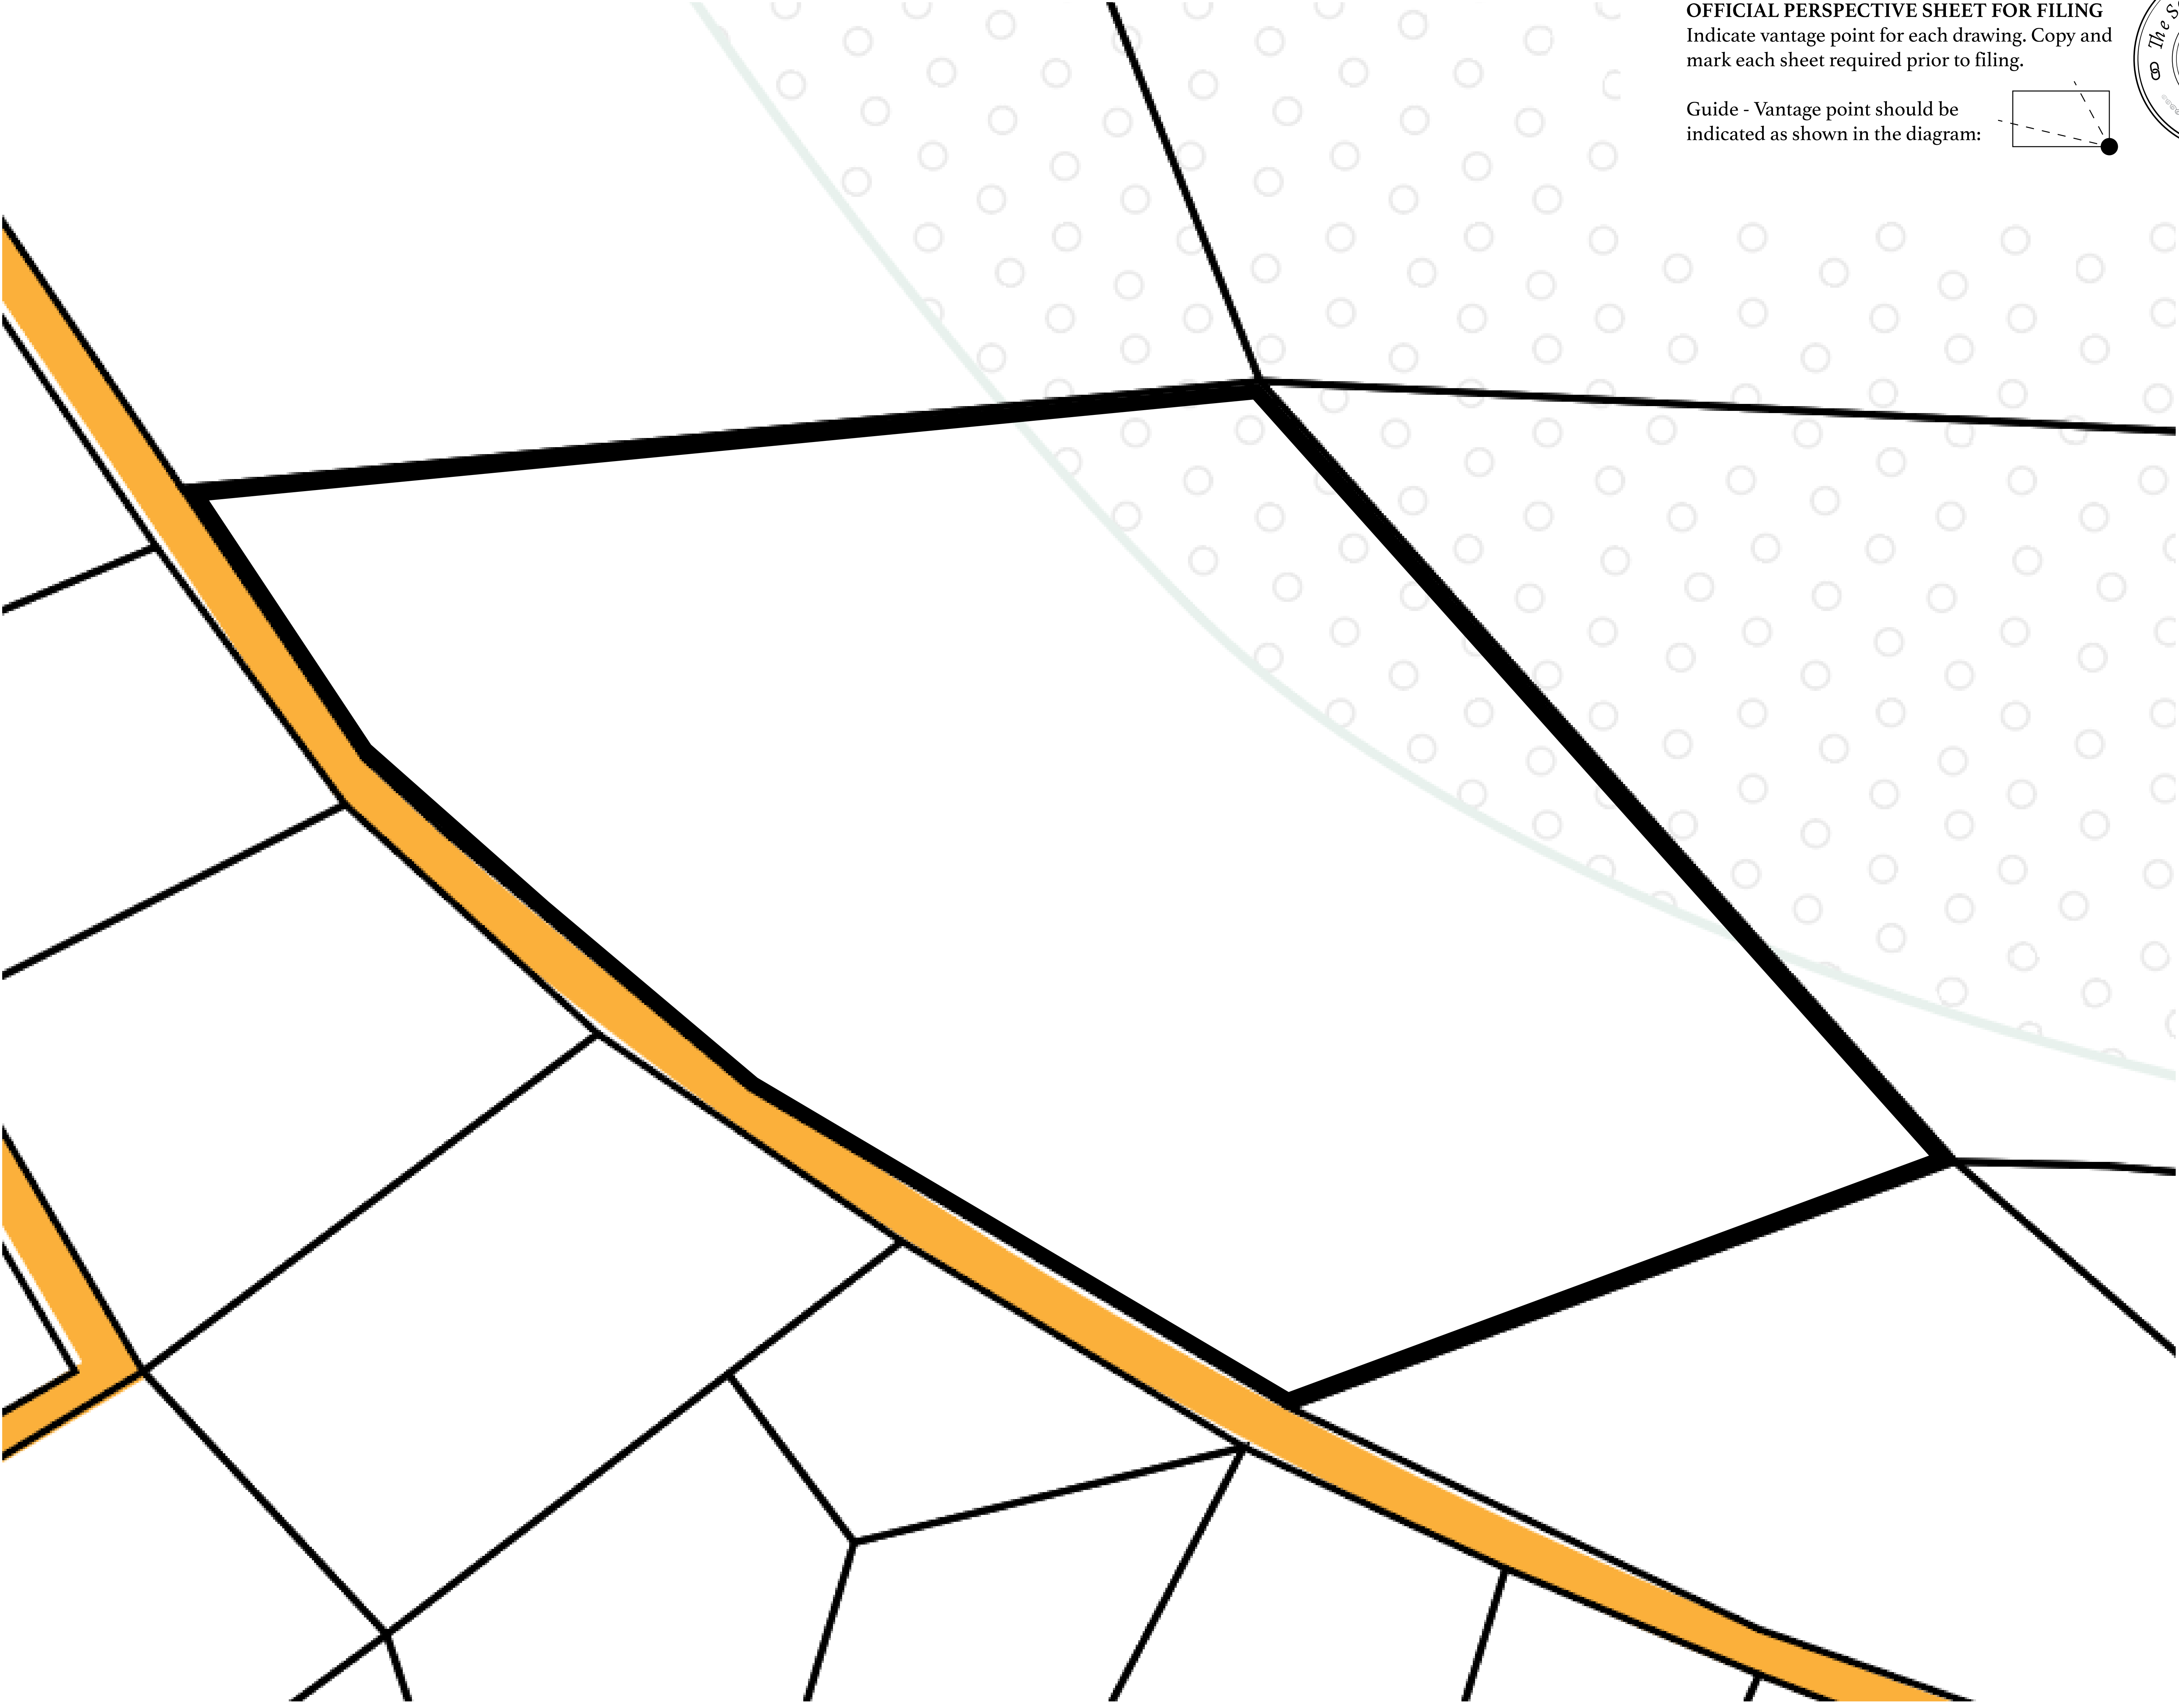 OFFICIAL PERSPECTIVE SHEET FOR FILING
Indicate vantage point for each drawing. Copy and
mark each sheet required prior to filing.
Guide - Vantage point should be
indicated as shown in the diagram:
The